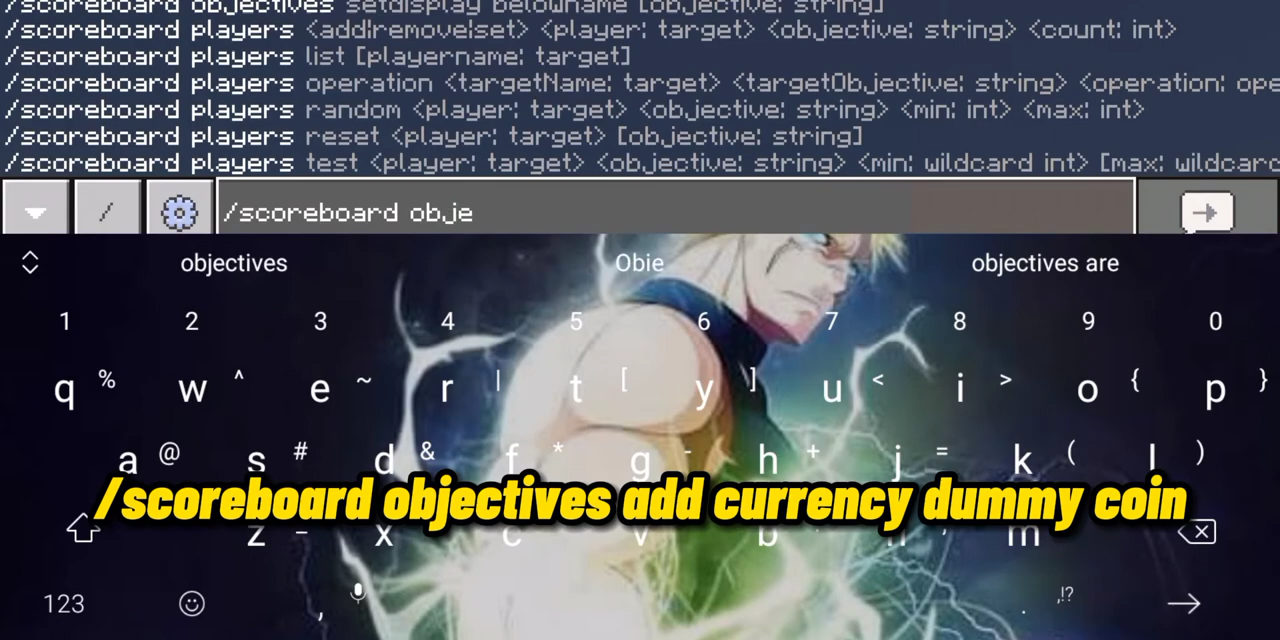 /scoreboard objectives setdisplay belowname [objective: string]
/scoreboard players <add|remove|set> <player: target> <objective: string> <count: int>
/scoreboard players list [playername: target]
/scoreboard players operation <targetName: target> <targetObjective: string> <operation: ope
/scoreboard players random <player: target> <objective: string> <min: int> <max: int>
/scoreboard players reset <player: target> [objective: string]
/scoreboard players test <player: target> <objective: string> <min: wildcard int> [max: wildcard
/ /scoreboard obje
objectives Obie objectives are
1 2 3 4 5 6 7 8 9 0
q % w ^ e ~ r | t [ y ] u < i > o { p }
a @ s # d & f * g - h + j = k ( l )
/scoreboard objectives add currency dummy coin
z - x c v b n ; m
123 , . ,!?